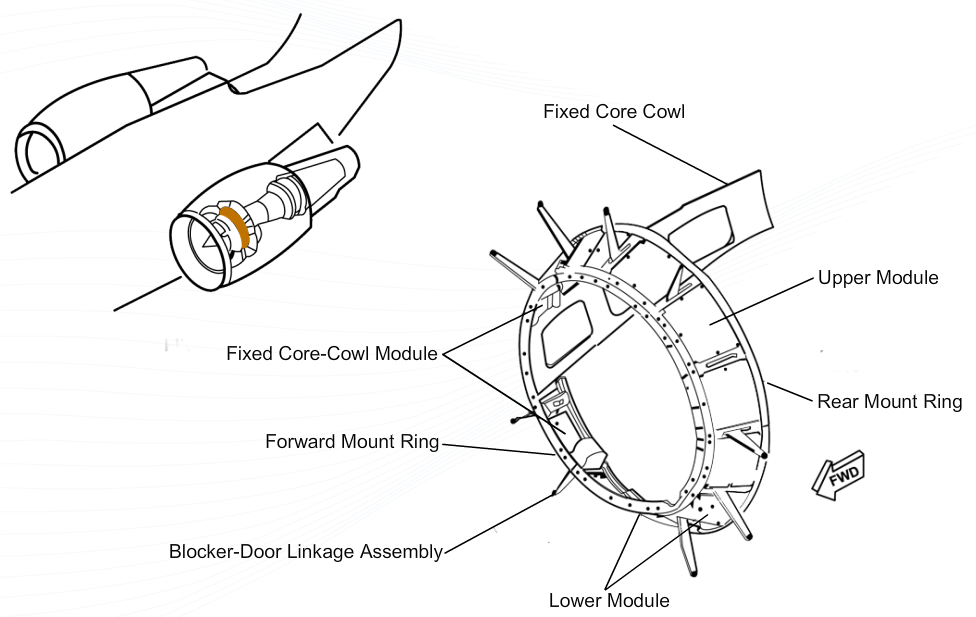 Fixed Core Cowl
Upper Module
Fixed Core-Cowl Module
Rear Mount Ring
Forward Mount Ring
FWD
Blocker-Door Linkage Assembly
Lower Module